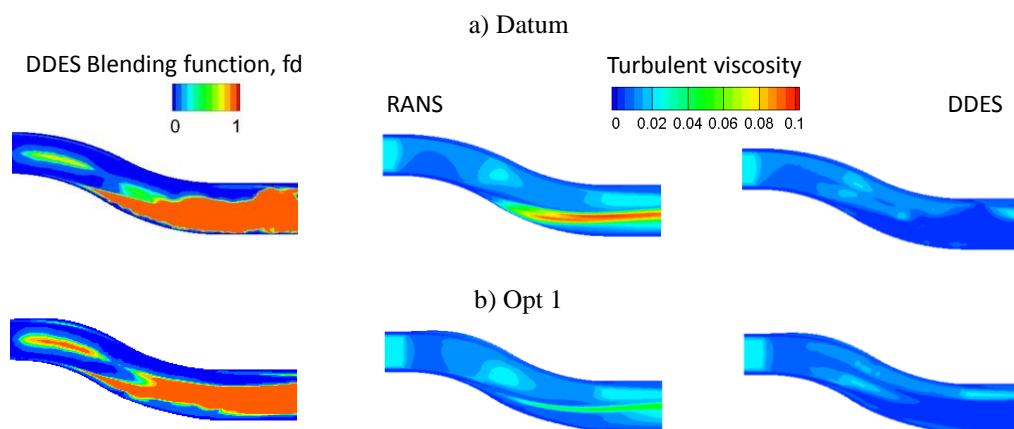 a) Datum
DDES Blending function, fd
0 1
RANS
Turbulent viscosity
0 0.02 0.04 0.06 0.08 0.1
DDES
b) Opt 1